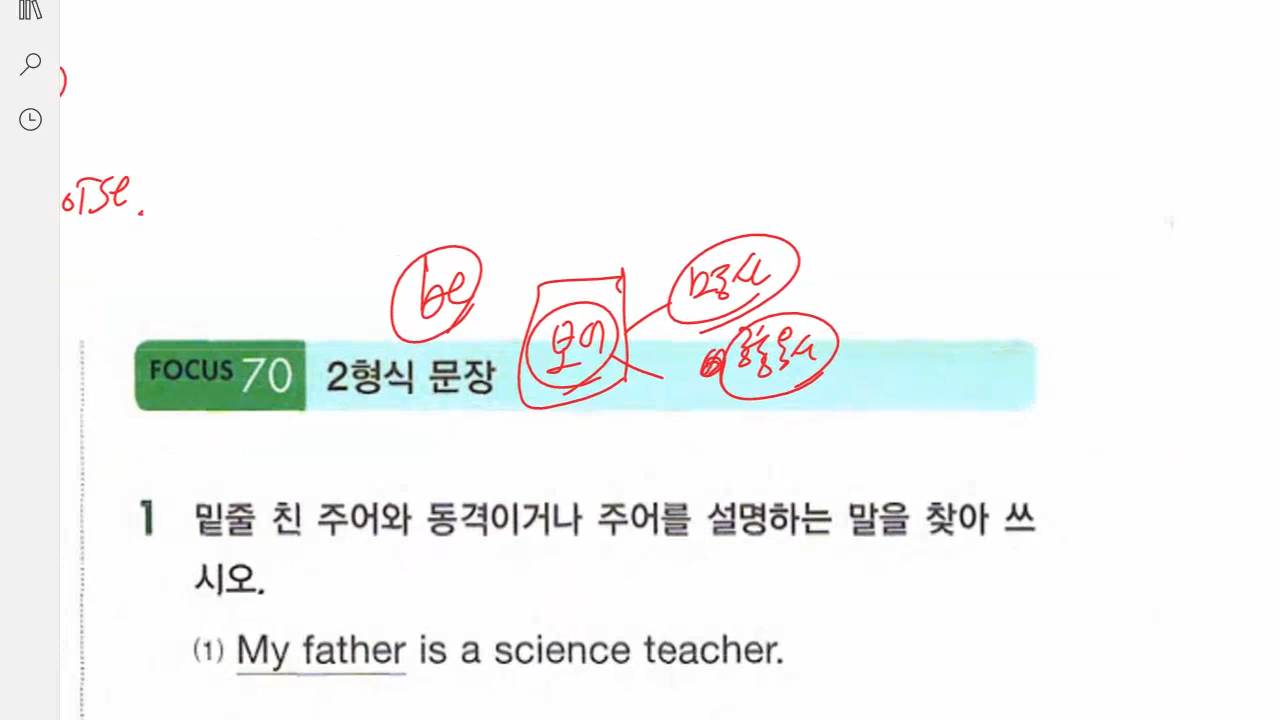 be
보어
명사
형용사
FOCUS 70 2형식 문장
1 밑줄 친 주어와 동격이거나 주어를 설명하는 말을 찾아 쓰
시오.
(1) My father is a science teacher.